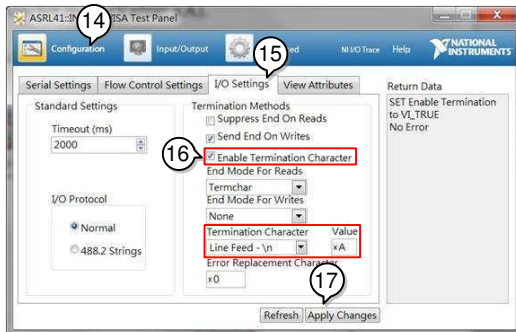 ASRL41::IN
VISA Test Panel
14
Configuration
Input/Output
ed
NI I/O Trace
Help
NATIONAL
INSTRUMENTS
15
Serial Settings
Flow Control Settings
I/O Settings
View Attributes
Return Data
Standard Settings
Timeout (ms)
2000
I/O Protocol
Normal
488.2 Strings
Termination Methods
Suppress End On Reads
Send End On Writes
16
Enable Termination Character
End Mode For Reads
Termchar
End Mode For Writes
None
Termination Character
Value
Line Feed - \n
xA
Error Replacement Character
x0
17
Refresh
Apply Changes
SET Enable Termination
to VI_TRUE
No Error